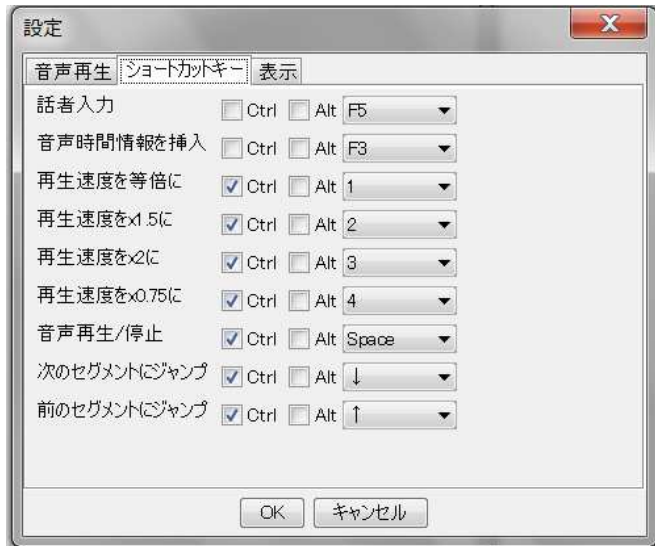 設定
音声再生 ショートカットキー 表示
話者入力 Ctrl Alt F5
音声時間情報を挿入 Ctrl Alt F3
再生速度を等倍に Ctrl Alt 1
再生速度をx1.5に Ctrl Alt 2
再生速度をx2に Ctrl Alt 3
再生速度をx0.75に Ctrl Alt 4
音声再生/停止 Ctrl Alt Space
次のセグメントにジャンプ Ctrl Alt ↓
前のセグメントにジャンプ Ctrl Alt ↑
OK キャンセル